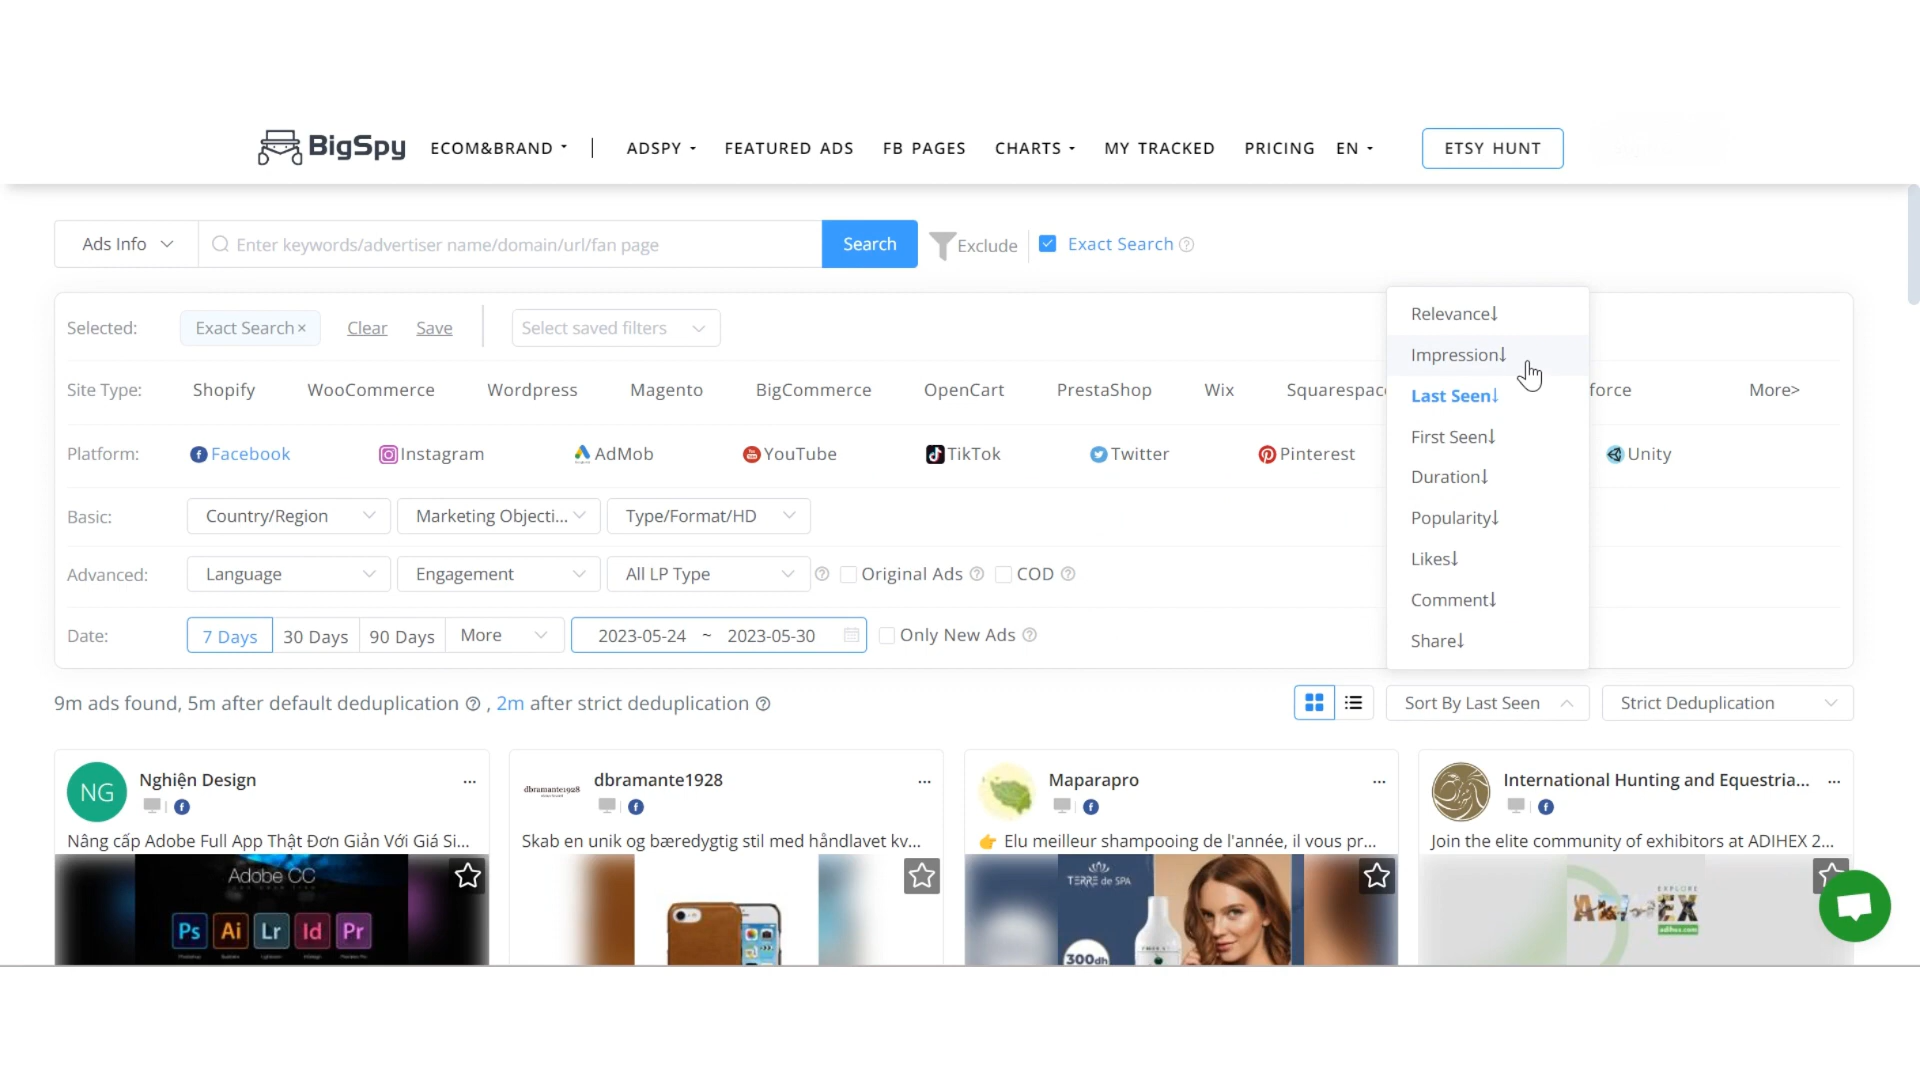 BigSpy ECOM&BRAND | ADSPY FEATURED ADS FB PAGES CHARTS MY TRACKED PRICING EN ETSY HUNT
Ads Info Enter keywords/advertiser name/domain/url/fan page Search Exclude Exact Search
Selected: Exact Search× Clear Save Select saved filters
Site Type: Shopify WooCommerce Wordpress Magento BigCommerce OpenCart PrestaShop Wix Squarespac force More>
Platform: Facebook Instagram AdMob YouTube TikTok Twitter Pinterest Unity
Basic: Country/Region Marketing Objecti... Type/Format/HD
Advanced: Language Engagement All LP Type Original Ads COD
Date: 7 Days 30 Days 90 Days More 2023-05-24 ~ 2023-05-30 Only New Ads
Relevance↓
Impression↓
Last Seen↓
First Seen↓
Duration↓
Popularity↓
Likes↓
Comment↓
Share↓
9m ads found, 5m after default deduplication , 2m after strict deduplication
Sort By Last Seen Strict Deduplication
NG Nghiện Design ...
Nâng cấp Adobe Full App Thật Đơn Giản Với Giá Si...
Adobe CC
Ps Ai Lr Id Pr
dbramante1928 dbramante1928 ...
Skab en unik og bæredygtig stil med håndlavet kv...
Maparapro ...
👉 Elu meilleur shampooing de l'année, il vous pr...
TERRE de SPA
300dh
International Hunting and Equestria... ...
Join the elite community of exhibitors at ADIHEX 2...
EXPLORE
adihex.com